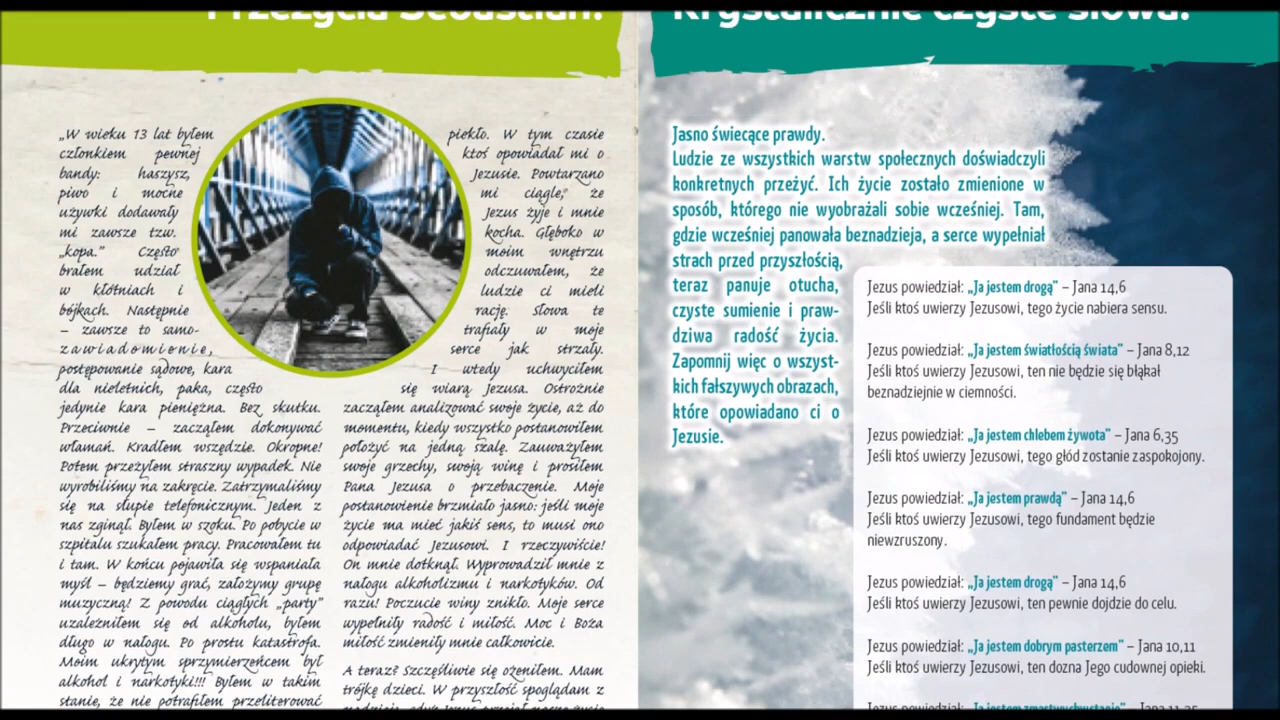 Przeżycia Sebastiana.
Krystalicznie czyste słowa.
„W wieku 13 lat byłem
członkiem pewnej
bandy: haszysz,
piwo i mocne
używki dodawały
mi zawsze tzw.
„kopa.” Często
brałem udział
w kłótniach i
bójkach. Następnie
– zawsze to samo-
zawiadomienie,
postępowanie sądowe, kara
dla nieletnich, paka, często
jedynie kara pieniężna. Bez skutku.
Przeciwnie – zacząłem dokonywać
włamań. Kradłem wszędzie. Okropne!
Potem przeżyłem straszny wypadek. Nie
wyrobiliśmy na zakręcie. Zatrzymaliśmy
się na słupie telefonicznym. Jeden z
nas zginął. Byłem w szoku. Po pobycie w
szpitalu szukałem pracy. Pracowałem tu
i tam. W końcu pojawiła się wspaniała
myśl – będziemy grać, założymy grupę
muzyczną! Z powodu ciągłych „party”
uzależniłem się od alkoholu, byłem
długo w nałogu. Po prostu katastrofa.
Moim ukrytym sprzymierzeńcem był
alkohol i narkotyki!!! Byłem w takim
stanie, że nie potrafiłem przeliterować
piekło. W tym czasie
ktoś opowiadał mi o
Jezusie. Powtarzano
mi ciągle, że
Jezus żyje i mnie
kocha. Głęboko w
moim wnętrzu
odczuwałem, że
ludzie ci mieli
rację. Słowa te
trafiały w moje
serce jak strzały.
I wtedy uchwyciłem
się wiarą Jezusa. Ostrożnie
zacząłem analizować swoje życie, aż do
momentu, kiedy wszystko postanowiłem
położyć na jedną szalę. Zauważyłem
swoje grzechy, swoją winę i prosiłem
Pana Jezusa o przebaczenie. Moje
postanowienie brzmiało jasno: jeśli moje
życie ma mieć jakiś sens, to musi ono
odpowiadać Jezusowi. I rzeczywiście!
On mnie dotknął. Wyprowadził mnie z
nałogu alkoholizmu i narkotyków. Od
razu! Poczucie winy znikło. Moje serce
wypełniły radość i miłość. Moc i Boża
miłość zmieniły mnie całkowicie.
A teraz? Szczęśliwie się ożeniłem. Mam
trójkę dzieci. W przyszłość spoglądam z
Jasno świecące prawdy.
Ludzie ze wszystkich warstw społecznych doświadczyli
konkretnych przeżyć. Ich życie zostało zmienione w
sposób, którego nie wyobrażali sobie wcześniej. Tam,
gdzie wcześniej panowała beznadzieja, a serce wypełniał
strach przed przyszłością,
teraz panuje otucha,
czyste sumienie i praw-
dziwa radość życia.
Zapomnij więc o wszyst-
kich fałszywych obrazach,
które opowiadano ci o
Jezusie.
Jezus powiedział: „Ja jestem drogą” – Jana 14,6
Jeśli ktoś uwierzy Jezusowi, tego życie nabiera sensu.
Jezus powiedział: „Ja jestem światłością świata” – Jana 8,12
Jeśli ktoś uwierzy Jezusowi, ten nie będzie się błąkał
beznadziejnie w ciemności.
Jezus powiedział: „Ja jestem chlebem żywota” – Jana 6,35
Jeśli ktoś uwierzy Jezusowi, tego głód zostanie zaspokojony.
Jezus powiedział: „Ja jestem prawdą” – Jana 14,6
Jeśli ktoś uwierzy Jezusowi, tego fundament będzie
niewzruszony.
Jezus powiedział: „Ja jestem drogą” – Jana 14,6
Jeśli ktoś uwierzy Jezusowi, ten pewnie dojdzie do celu.
Jezus powiedział: „Ja jestem dobrym pasterzem” – Jana 10,11
Jeśli ktoś uwierzy Jezusowi, ten dozna Jego cudownej opieki.
Jezus powiedział: „Ja jestem zmartwychwstanie” – Jana 11,25